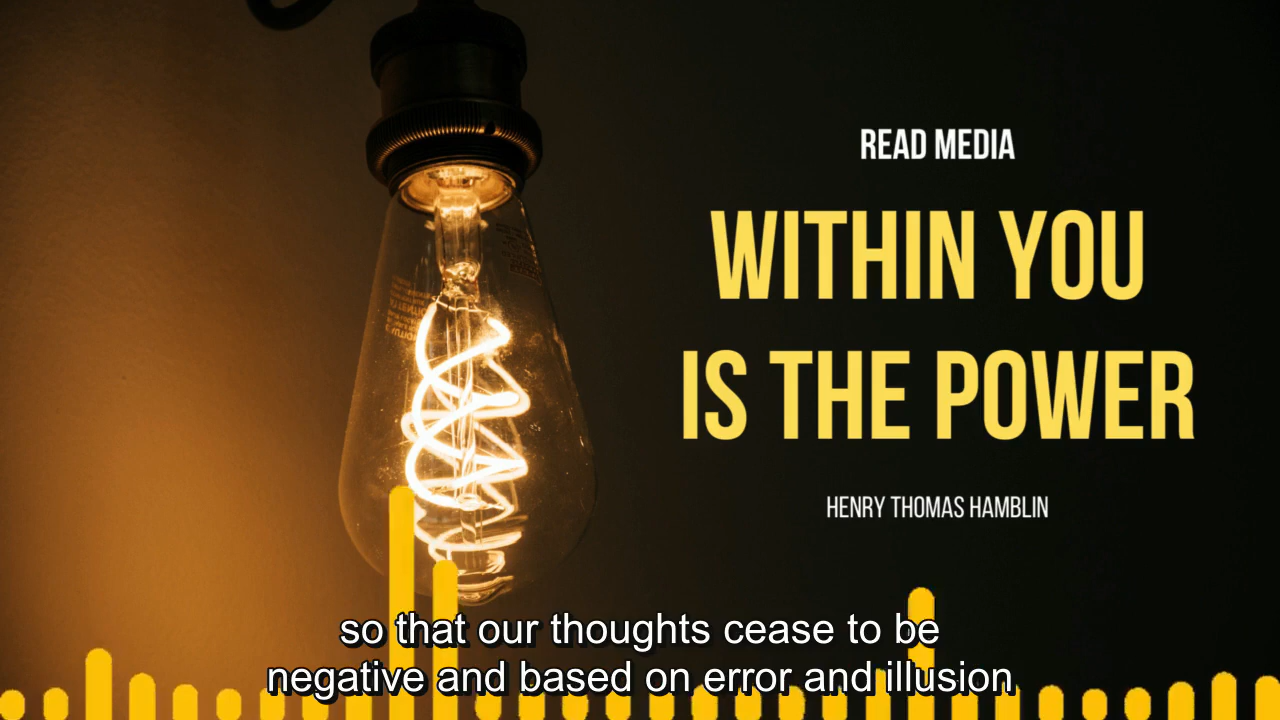 READ MEDIA
WITHIN YOU
IS THE POWER
HENRY THOMAS HAMBLIN
so that our thoughts cease to be
negative and based on error and illusion